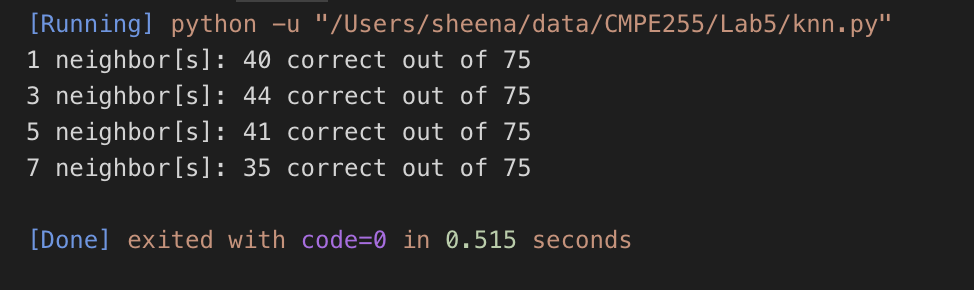 [Running] python -u "/Users/sheena/data/CMPE255/Lab5/knn.py"
1 neighbor[s]: 40 correct out of 75
3 neighbor[s]: 44 correct out of 75
5 neighbor[s]: 41 correct out of 75
7 neighbor[s]: 35 correct out of 75
[Done] exited with code=0 in 0.515 seconds